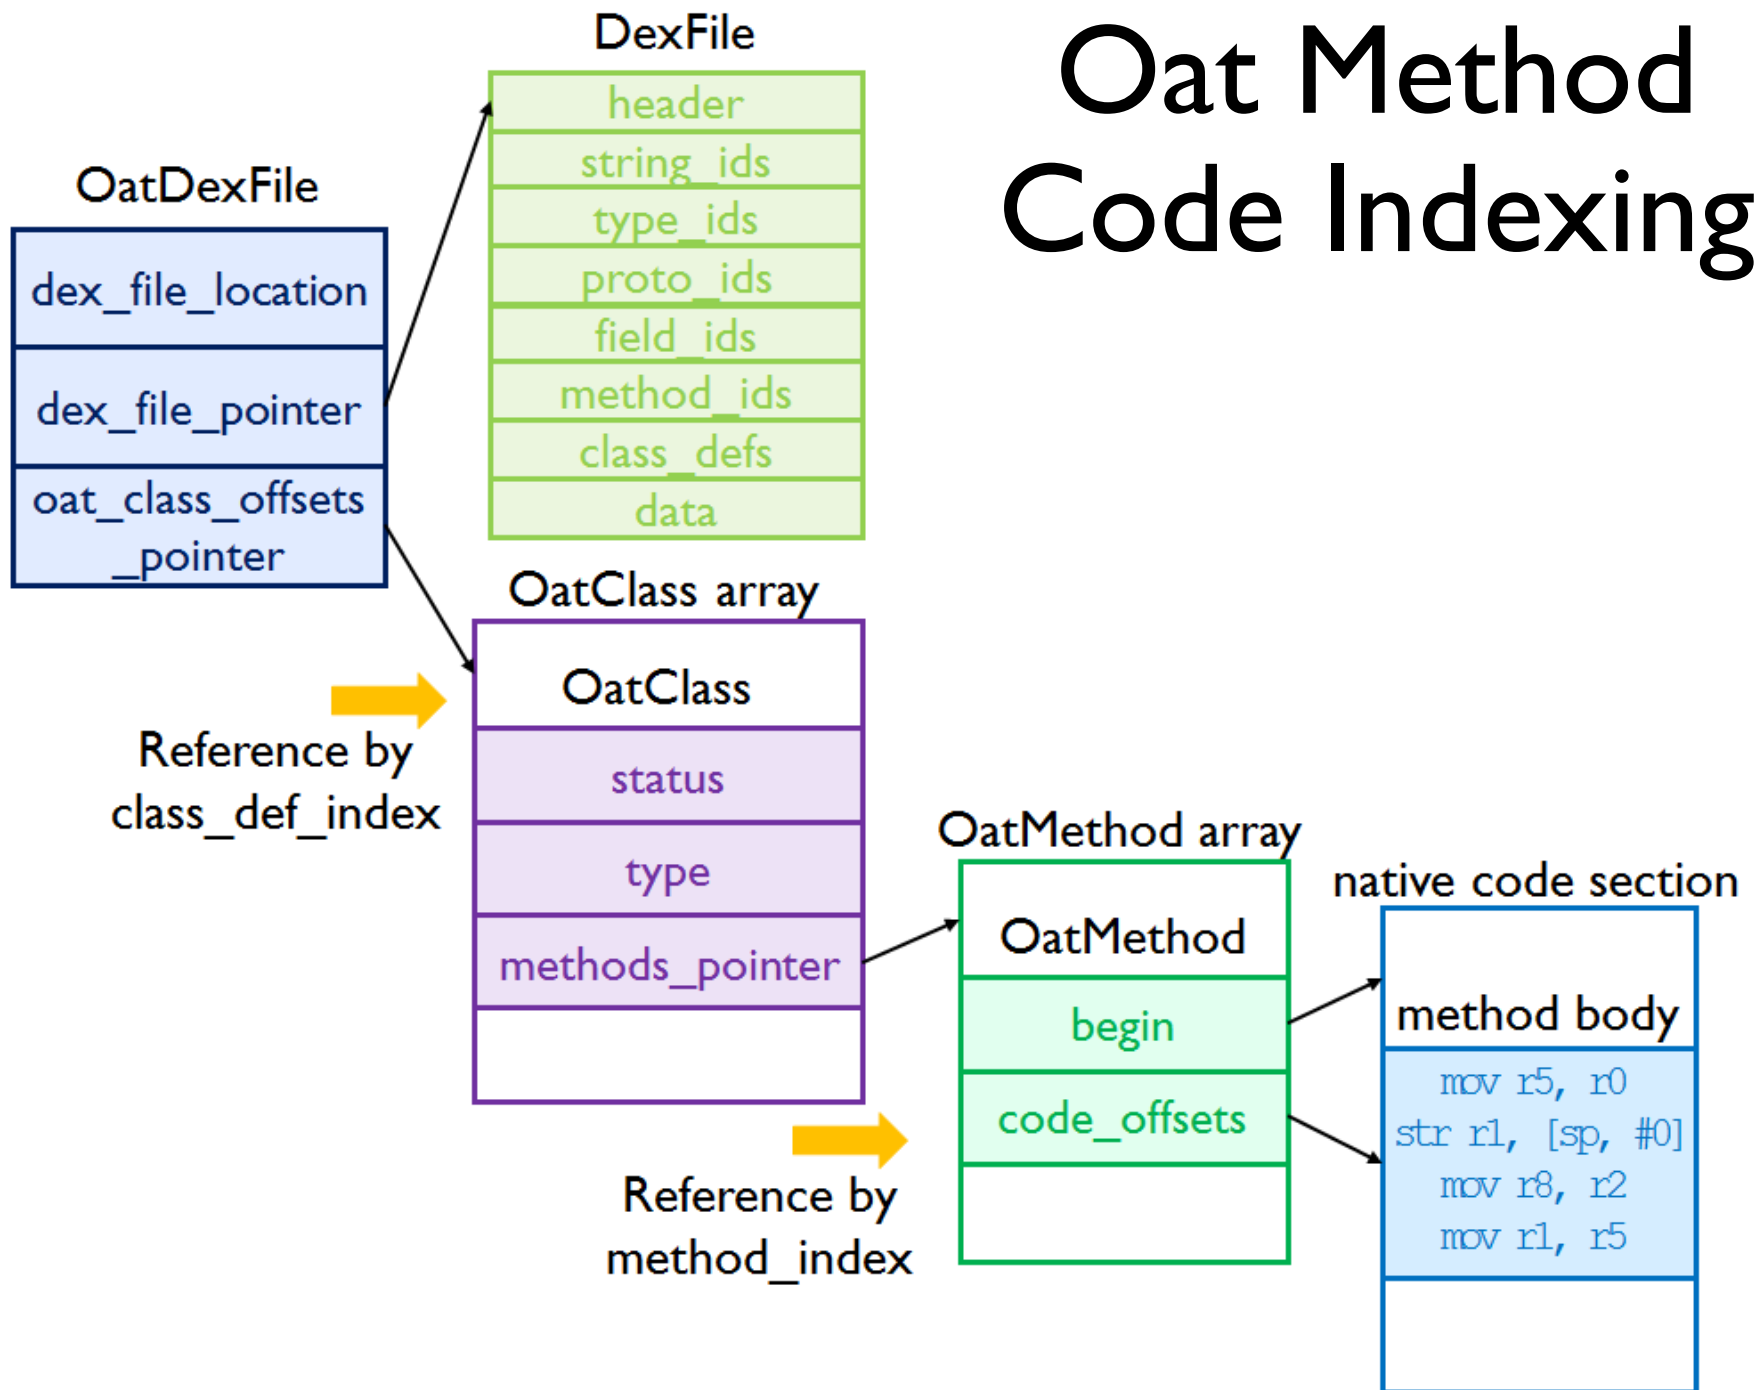 Oat Method
Code Indexing
DexFile
header
string_ids
type_ids
proto_ids
field_ids
method_ids
class_defs
data
OatDexFile
dex_file_location
dex_file_pointer
oat_class_offsets
_pointer
OatClass array
OatClass
status
type
methods_pointer
Reference by
class_def_index
OatMethod array
OatMethod
begin
code_offsets
Reference by
method_index
native code section
method body
mov r5, r0
str r1, [sp, #0]
mov r8, r2
mov r1, r5